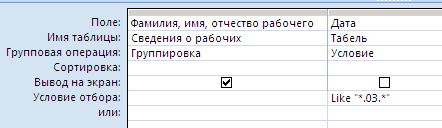 Поле: Фамилия, имя, отчество рабочего Дата
Имя таблицы: Сведения о рабочих Табель
Групповая операция: Группировка Условие
Сортировка:
Вывод на экран:
Условие отбора: Like "*.03.*"
или: